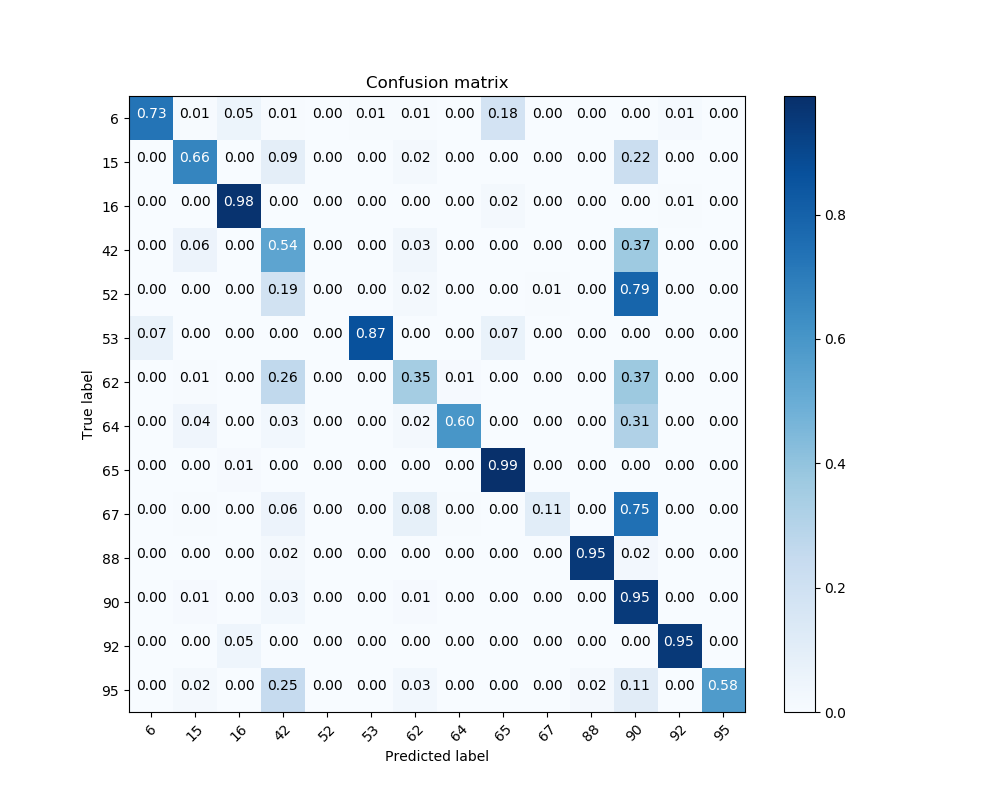 Confusion matrix
6 0.73 0.01 0.05 0.01 0.00 0.01 0.01 0.00 0.18 0.00 0.00 0.00 0.01 0.00
15 0.00 0.66 0.00 0.09 0.00 0.00 0.02 0.00 0.00 0.00 0.00 0.22 0.00 0.00
16 0.00 0.00 0.98 0.00 0.00 0.00 0.00 0.00 0.02 0.00 0.00 0.00 0.01 0.00
42 0.00 0.06 0.00 0.54 0.00 0.00 0.03 0.00 0.00 0.00 0.00 0.37 0.00 0.00
52 0.00 0.00 0.00 0.19 0.00 0.00 0.02 0.00 0.00 0.01 0.00 0.79 0.00 0.00
53 0.07 0.00 0.00 0.00 0.00 0.87 0.00 0.00 0.07 0.00 0.00 0.00 0.00 0.00
62 0.00 0.01 0.00 0.26 0.00 0.00 0.35 0.01 0.00 0.00 0.00 0.37 0.00 0.00
64 0.00 0.04 0.00 0.03 0.00 0.00 0.02 0.60 0.00 0.00 0.00 0.31 0.00 0.00
65 0.00 0.00 0.01 0.00 0.00 0.00 0.00 0.00 0.99 0.00 0.00 0.00 0.00 0.00
67 0.00 0.00 0.00 0.06 0.00 0.00 0.08 0.00 0.00 0.11 0.00 0.75 0.00 0.00
88 0.00 0.00 0.00 0.02 0.00 0.00 0.00 0.00 0.00 0.00 0.95 0.02 0.00 0.00
90 0.00 0.01 0.00 0.03 0.00 0.00 0.01 0.00 0.00 0.00 0.00 0.95 0.00 0.00
92 0.00 0.00 0.05 0.00 0.00 0.00 0.00 0.00 0.00 0.00 0.00 0.00 0.95 0.00
95 0.00 0.02 0.00 0.25 0.00 0.00 0.03 0.00 0.00 0.00 0.02 0.11 0.00 0.58
6 15 16 42 52 53 62 64 65 67 88 90 92 95
Predicted label
True label
0.8
0.6
0.4
0.2
0.0